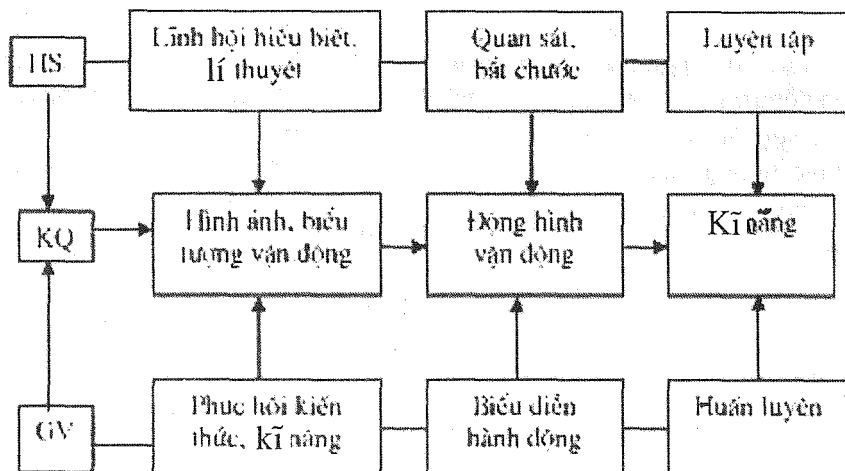 HS
Lĩnh hội hiểu biết,
lí thuyết
Quan sát,
bắt chước
Luyện tập
KQ
Hình ảnh, biểu
tượng vận động
Động hình
vận động
Kĩ năng
GV
Phục hồi kiến
thức, kĩ năng
Biểu diễn
hành động
Huấn luyện